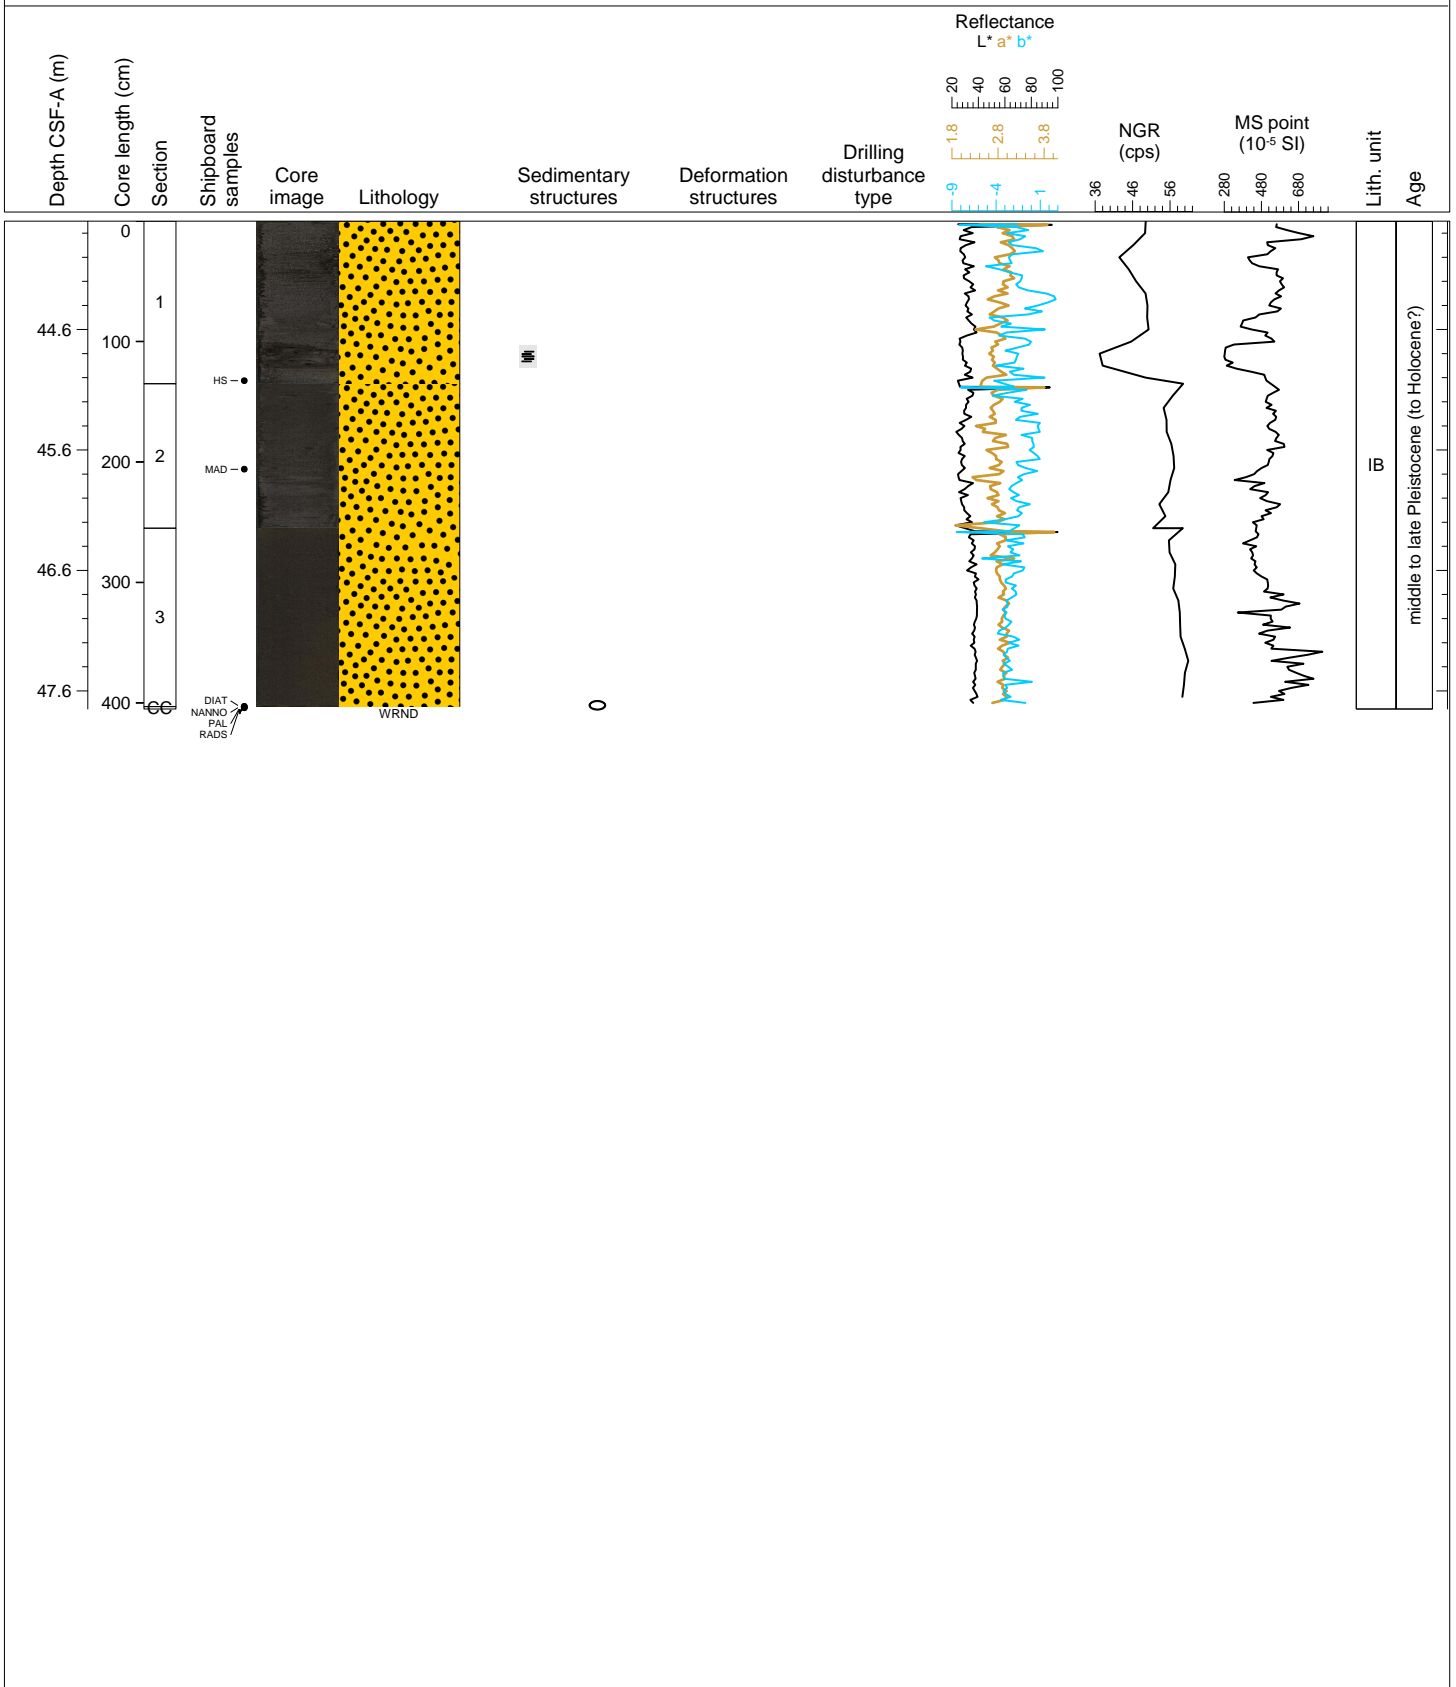 Depth CSF-A (m)
Core length (cm)
Section
Shipboard
samples
Core
image
Lithology
Sedimentary
structures
Deformation
structures
Drilling
disturbance
type
Reflectance
L* a* b*
20 40 60 80 100
1.8 2.8 3.8
-9 -4 1
NGR
(cps)
36 46 56
MS point
(10-5 SI)
280 480 680
Lith. unit
Age
0
1
44.6
100
HS
45.6
200
2
MAD
46.6
300
3
47.6
400
CC
DIAT
NANNO
PAL
RADS
WRND
IB
middle to late Pleistocene (to Holocene?)